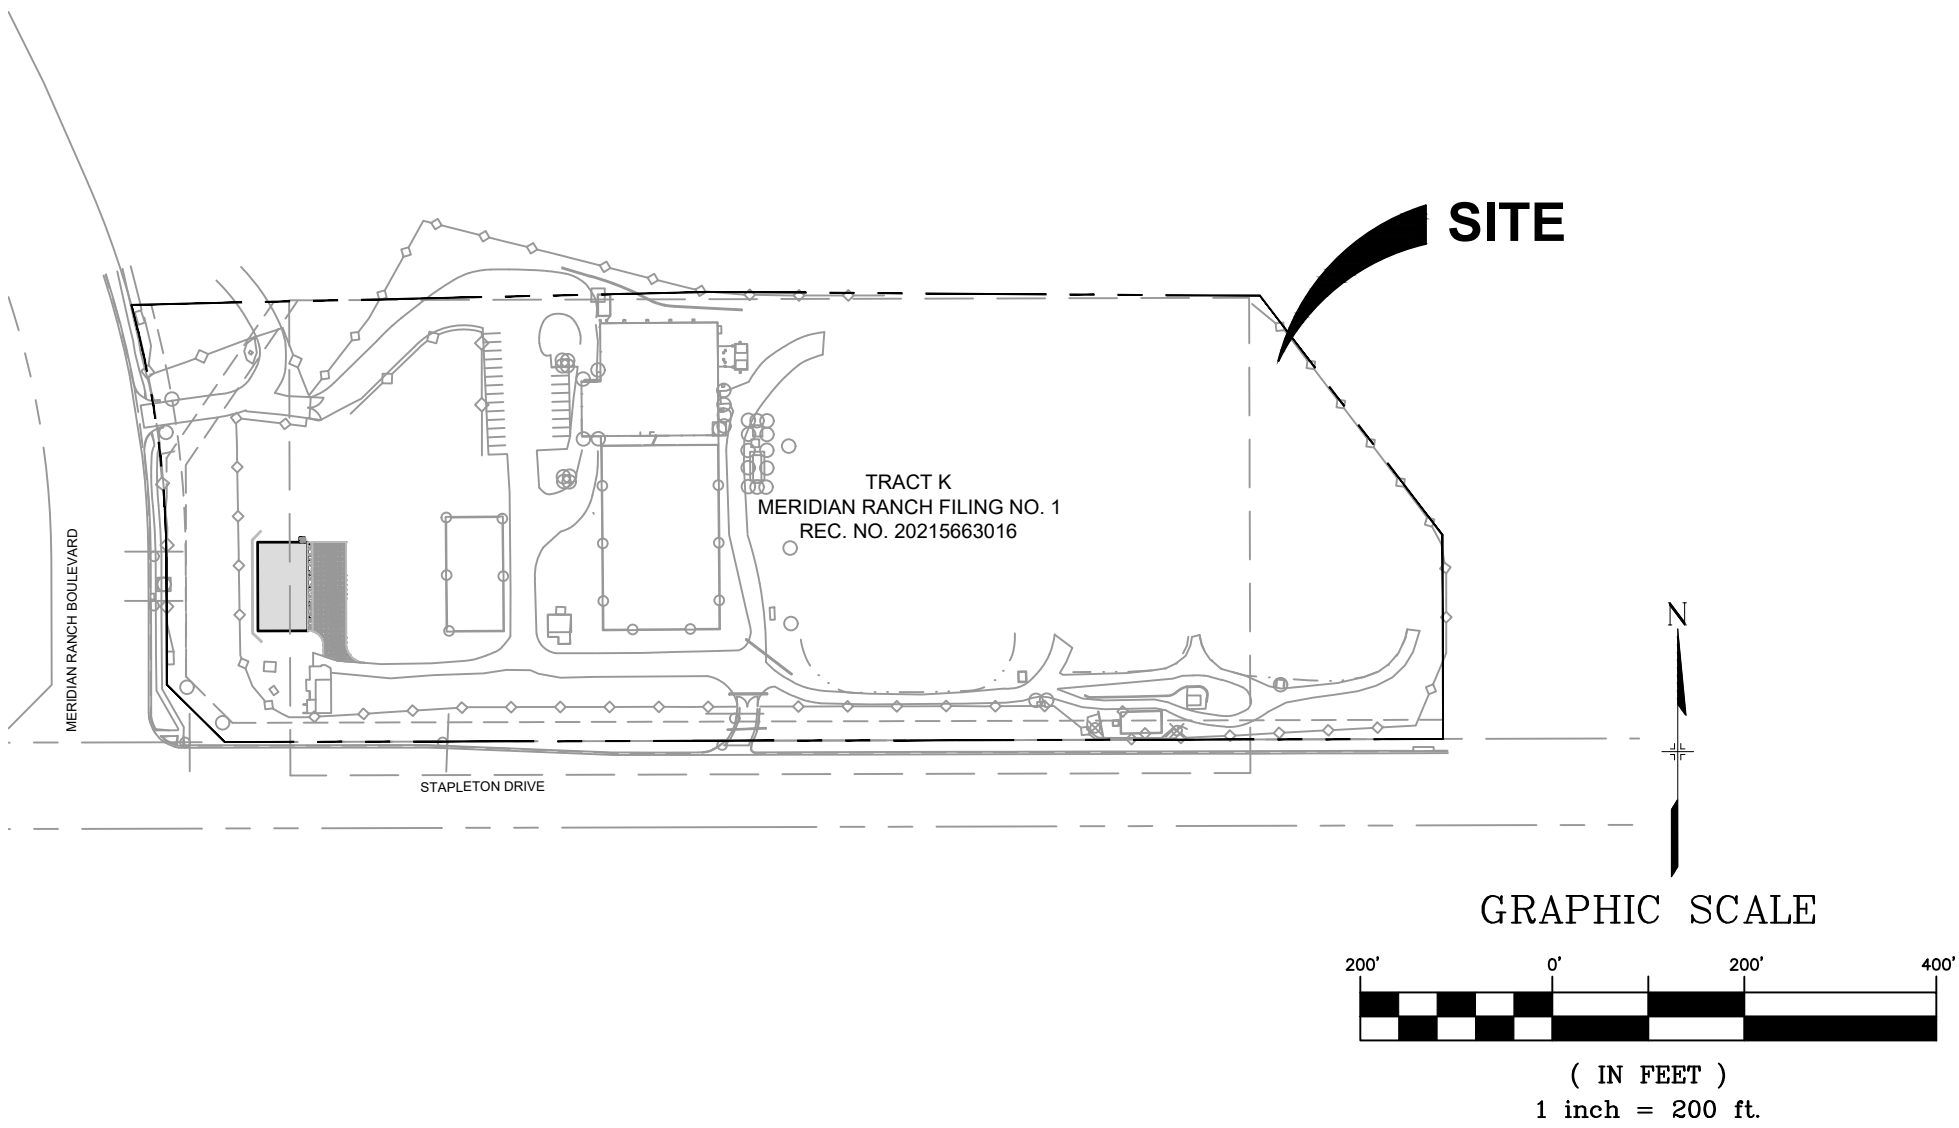 SITE
TRACT K
MERIDIAN RANCH FILING NO. 1
REC. NO. 20215663016
MERIDIAN RANCH BOULEVARD
N
STAPLETON DRIVE
GRAPHIC SCALE
200' 0' 200' 400'
( IN FEET )
1 inch = 200 ft.